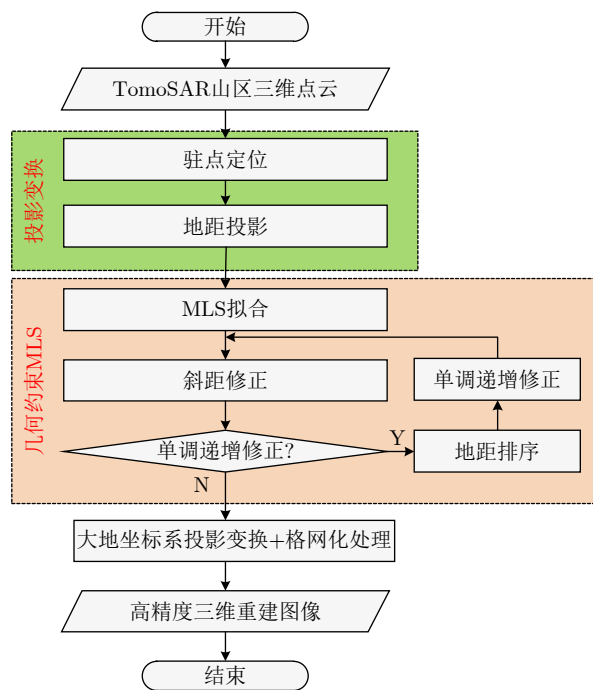 开始
TomoSAR山区三维点云
投影变换
驻点定位
地距投影
几何约束MLS
MLS拟合
斜距修正
单调递增修正
单调递增修正?
Y
地距排序
N
大地坐标系投影变换+格网化处理
高精度三维重建图像
结束